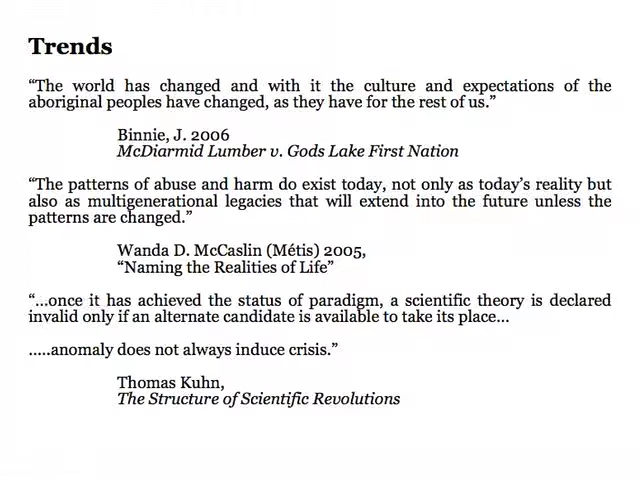 Trends
“The world has changed and with it the culture and expectations of the
aboriginal peoples have changed, as they have for the rest of us.”
Binnie, J. 2006
McDiarmid Lumber v. Gods Lake First Nation
“The patterns of abuse and harm do exist today, not only as today’s reality but
also as multigenerational legacies that will extend into the future unless the
patterns are changed.”
Wanda D. McCaslin (Métis) 2005,
“Naming the Realities of Life”
“...once it has achieved the status of paradigm, a scientific theory is declared
invalid only if an alternate candidate is available to take its place...
.....anomaly does not always induce crisis.”
Thomas Kuhn,
The Structure of Scientific Revolutions